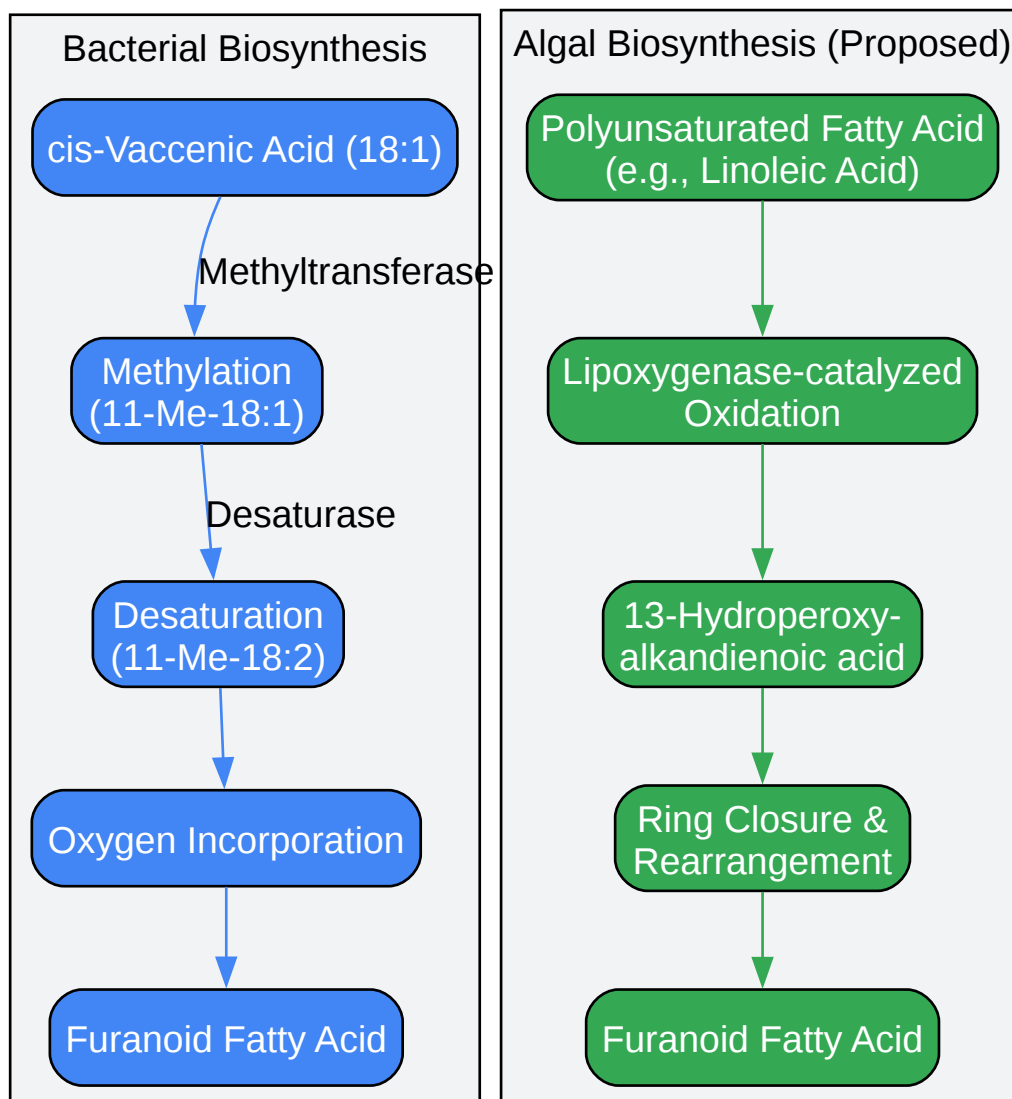 Bacterial Biosynthesis
cis-Vaccenic Acid (18:1)
Methyltransferase
Methylation
(11-Me-18:1)
Desaturase
Desaturation
(11-Me-18:2)
Oxygen Incorporation
Furanoid Fatty Acid
Algal Biosynthesis (Proposed)
Polyunsaturated Fatty Acid
(e.g., Linoleic Acid)
Lipoxygenase-catalyzed
Oxidation
13-Hydroperoxy-
alkandienoic acid
Ring Closure &
Rearrangement
Furanoid Fatty Acid